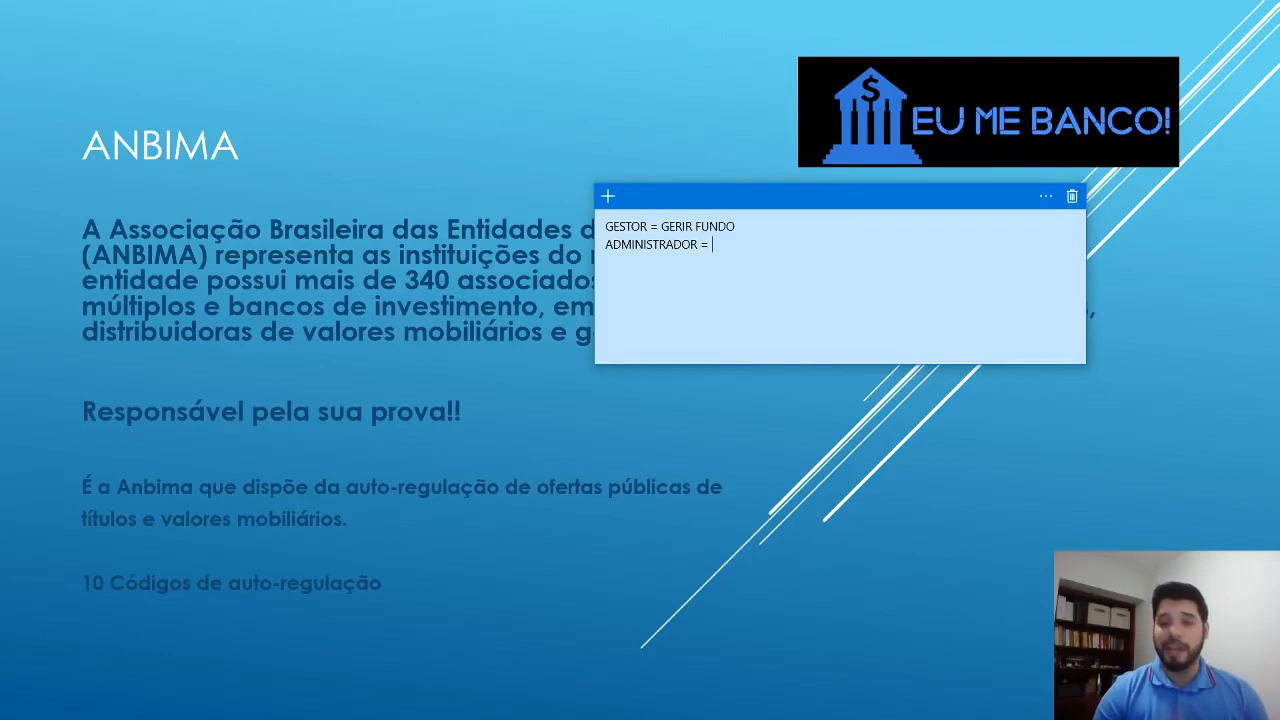 EU ME BANCO!
ANBIMA
GESTOR = GERIR FUNDO
ADMINISTRADOR =
A Associação Brasileira das Entidades
(ANBIMA) representa as instituições do
entidade possui mais de 340 associados
múltiplos e bancos de investimento,
distribuidoras de valores mobiliários e
Responsável pela sua prova!!
É a Anbima que dispõe da auto-regulação de ofertas públicas de
títulos e valores mobiliários.
10 Códigos de auto-regulação